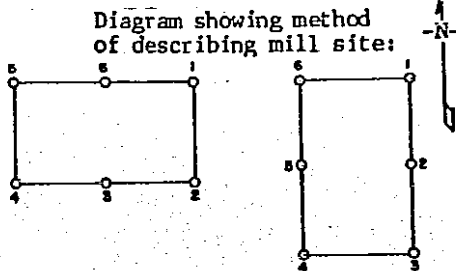 Diagram showing method
of describing mill site:
-N-
5 6 1
4 3 2
6 1
5 2
4 3